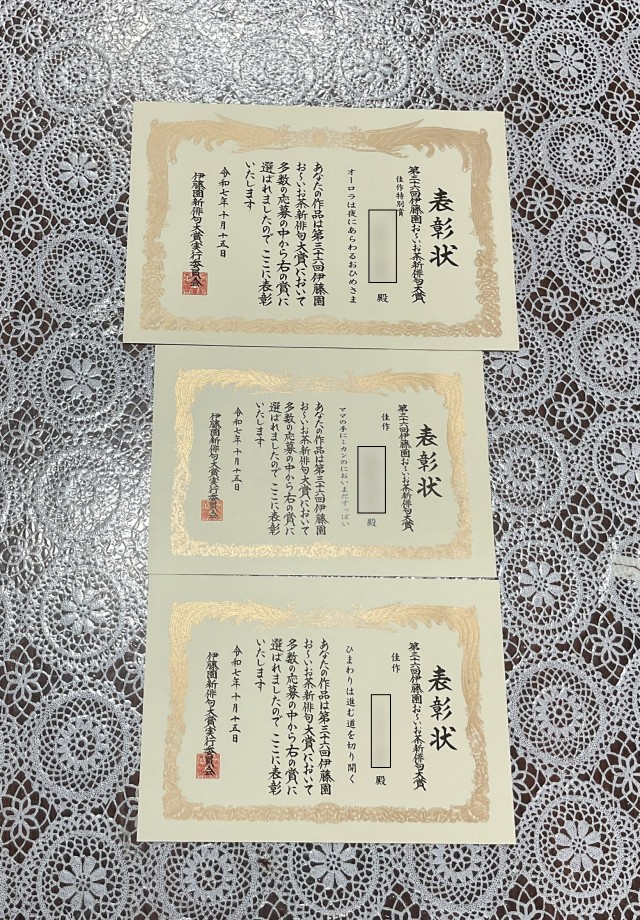 表彰状
第三十六回伊藤園お~いお茶新俳句大賞
佳作特別賞
殿
オーロラは夜にあらわるおひめさま
あなたの作品は第三十六回伊藤園
お~いお茶新俳句大賞において
多数の応募の中から右の賞に
選ばれましたので ここに表彰
いたします
令和七年十月十五日
伊藤園新俳句大賞実行委員会
表彰状
第三十六回伊藤園お~いお茶新俳句大賞
佳作
殿
ママの手にミカンのにおいまだすっぱい
あなたの作品は第三十六回伊藤園
お~いお茶新俳句大賞において
多数の応募の中から右の賞に
選ばれましたので ここに表彰
いたします
令和七年十月十五日
伊藤園新俳句大賞実行委員会
表彰状
第三十六回伊藤園お~いお茶新俳句大賞
佳作
殿
ひまわりは進む道を切り開く
あなたの作品は第三十六回伊藤園
お~いお茶新俳句大賞において
多数の応募の中から右の賞に
選ばれましたので ここに表彰
いたします
令和七年十月十五日
伊藤園新俳句大賞実行委員会